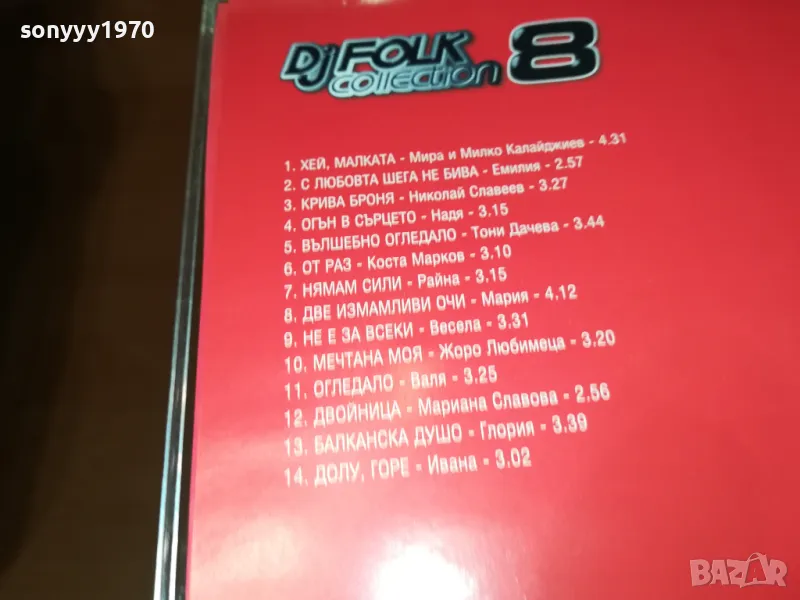 sonyyy1970
Dj FOLK
collection 8
1. ХЕЙ, МАЛКАТА - Мира и Милко Калайджиев - 4.31
2. С ЛЮБОВТА ШЕГА НЕ БИВА - Емилия - 2.57
3. КРИВА БРОНЯ - Николай Славеев - 3.27
4. ОГЪН В СЪРЦЕТО - Надя - 3.15
5. ВЪЛШЕБНО ОГЛЕДАЛО - Тони Дачева - 3.44
6. ОТ РАЗ - Коста Марков - 3.10
7. НЯМАМ СИЛИ - Райна - 3.15
8. ДВЕ ИЗМАМЛИВИ ОЧИ - Мария - 4,12
9. НЕ Е ЗА ВСЕКИ - Весела - 3.31
10. МЕЧТАНА МОЯ - Жоро Любимеца - 3.20
11. ОГЛЕДАЛО - Валя - 3.25
12. ДВОЙНИЦА - Мариана Славова - 2.56
13. БАЛКАНСКА ДУШО - Глория - 3.39
14. ДОЛУ, ГОРЕ - Ивана - 3.02
BAZAR